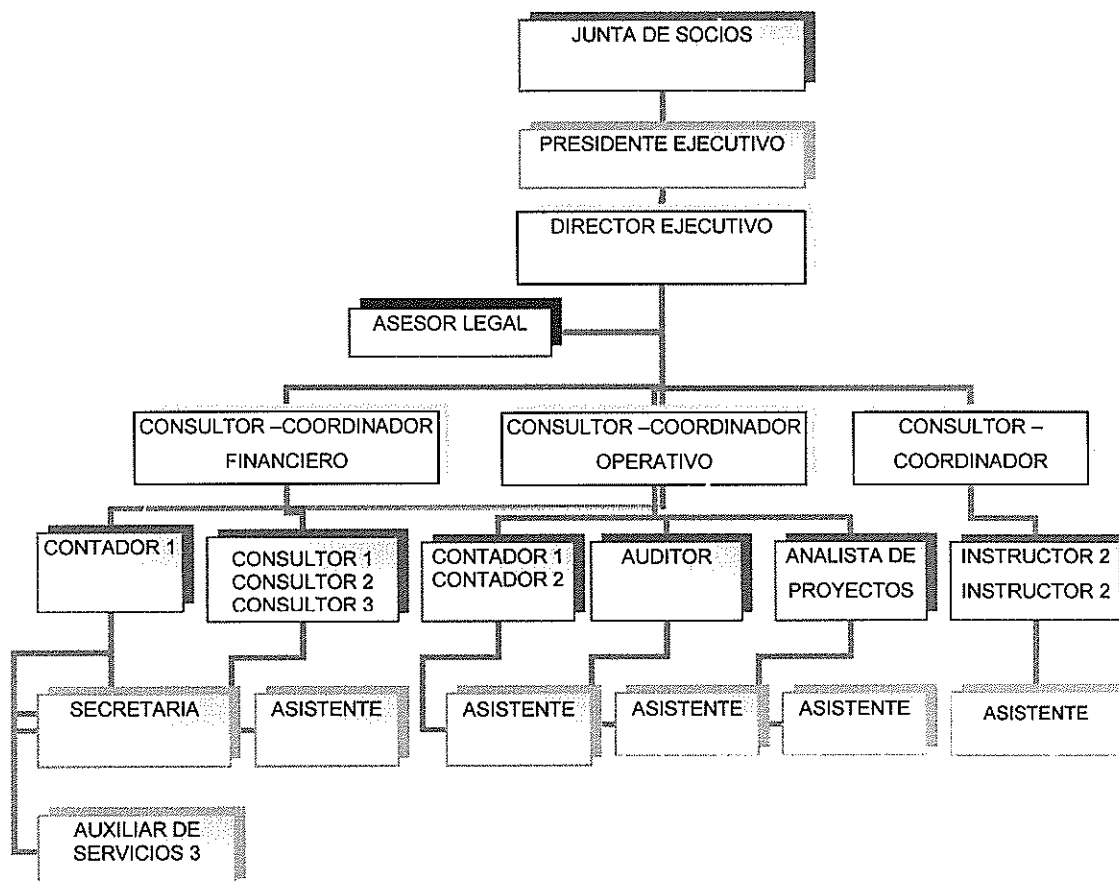 JUNTA DE SOCIOS
PRESIDENTE EJECUTIVO
DIRECTOR EJECUTIVO
ASESOR LEGAL
CONSULTOR –COORDINADOR
FINANCIERO
CONSULTOR –COORDINADOR
OPERATIVO
CONSULTOR –
COORDINADOR
CONTADOR 1
CONSULTOR 1
CONSULTOR 2
CONSULTOR 3
CONTADOR 1
CONTADOR 2
AUDITOR
ANALISTA DE
PROYECTOS
INSTRUCTOR 2
INSTRUCTOR 2
SECRETARIA
ASISTENTE
ASISTENTE
ASISTENTE
ASISTENTE
ASISTENTE
AUXILIAR DE
SERVICIOS 3